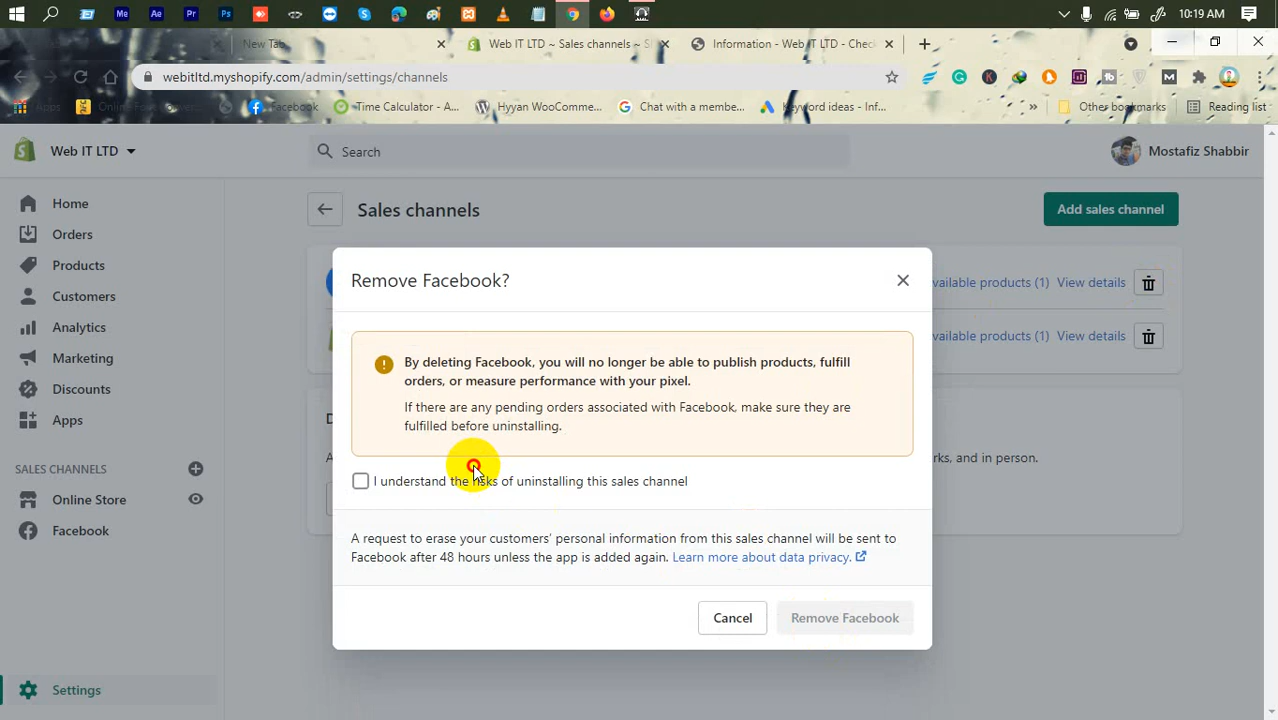 10:19 AM
New Tab
Web IT LTD ~ Sales channels ~ S
Information - Web IT LTD - Chec
webitltd.myshopify.com/admin/settings/channels
Apps
Facebook
Time Calculator - A...
Hyyan WooComme...
Chat with a membe...
Keyword ideas - Inf...
»
Other bookmarks
Reading list
Web IT LTD
Search
Mostafiz Shabbir
Home
Orders
Products
Customers
Analytics
Marketing
Discounts
Apps
SALES CHANNELS
Online Store
Facebook
Settings
Sales channels
Add sales channel
vailable products (1) View details
vailable products (1) View details
Remove Facebook?
By deleting Facebook, you will no longer be able to publish products, fulfill
orders, or measure performance with your pixel.
If there are any pending orders associated with Facebook, make sure they are
fulfilled before uninstalling.
I understand the risks of uninstalling this sales channel
A request to erase your customers' personal information from this sales channel will be sent to
Facebook after 48 hours unless the app is added again. Learn more about data privacy.
Cancel
Remove Facebook
D
A
rks, and in person.